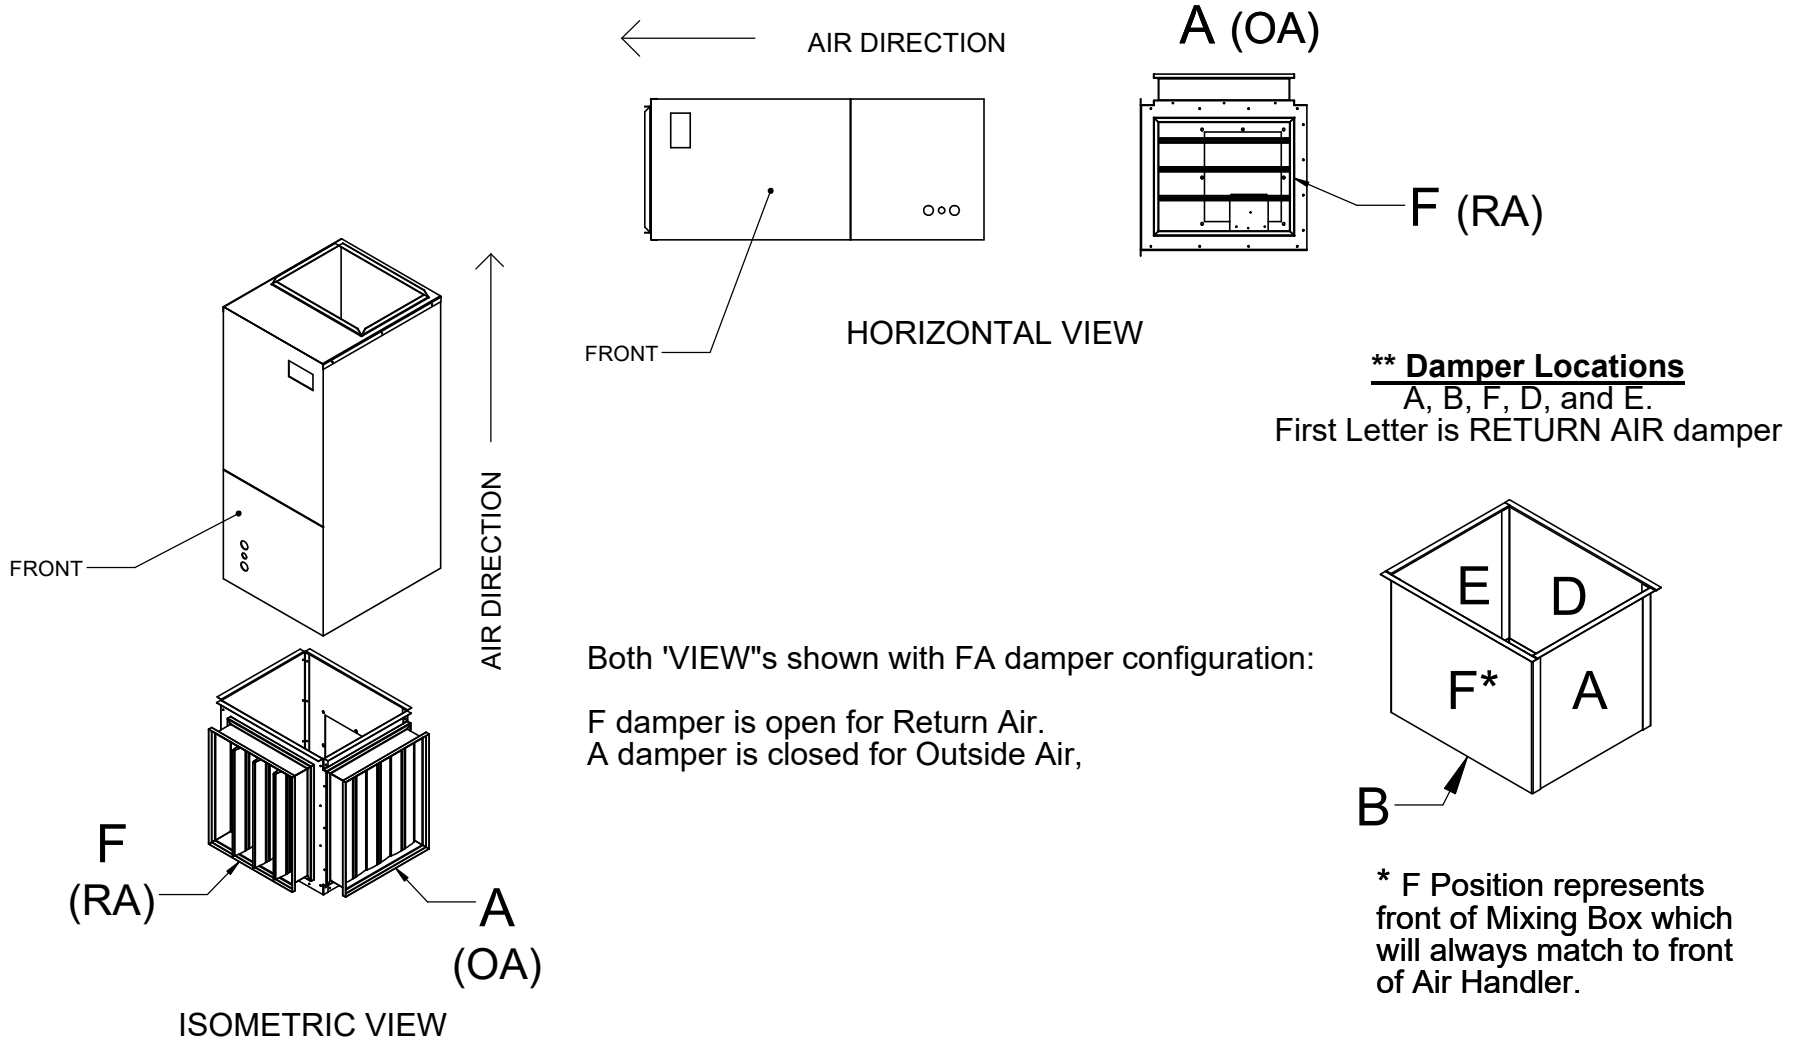 AIR DIRECTION
A (OA)
F (RA)
FRONT
HORIZONTAL VIEW
** Damper Locations
A, B, F, D, and E.
First Letter is RETURN AIR damper
FRONT
AIR DIRECTION
Both 'VIEW"s shown with FA damper configuration:
F damper is open for Return Air.
A damper is closed for Outside Air,
E
D
F*
A
B
F
(RA)
A
(OA)
ISOMETRIC VIEW
* F Position represents
front of Mixing Box which
will always match to front
of Air Handler.